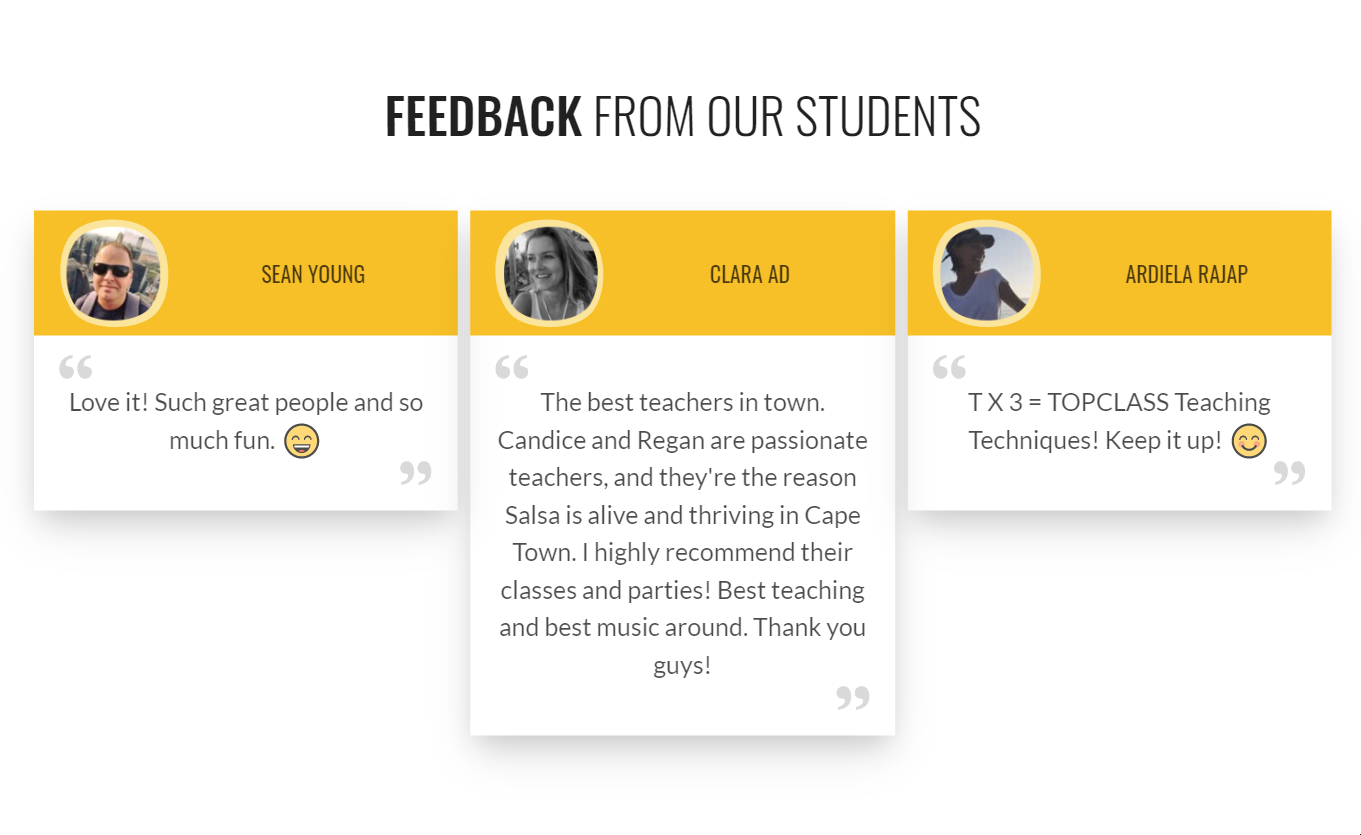 FEEDBACK FROM OUR STUDENTS
SEAN YOUNG
“
Love it! Such great people and so
much fun. 😄
”
CLARA AD
“
The best teachers in town.
Candice and Regan are passionate
teachers, and they're the reason
Salsa is alive and thriving in Cape
Town. I highly recommend their
classes and parties! Best teaching
and best music around. Thank you
guys!
”
ARDIELA RAJAP
“
T X 3 = TOPCLASS Teaching
Techniques! Keep it up! 😊
”